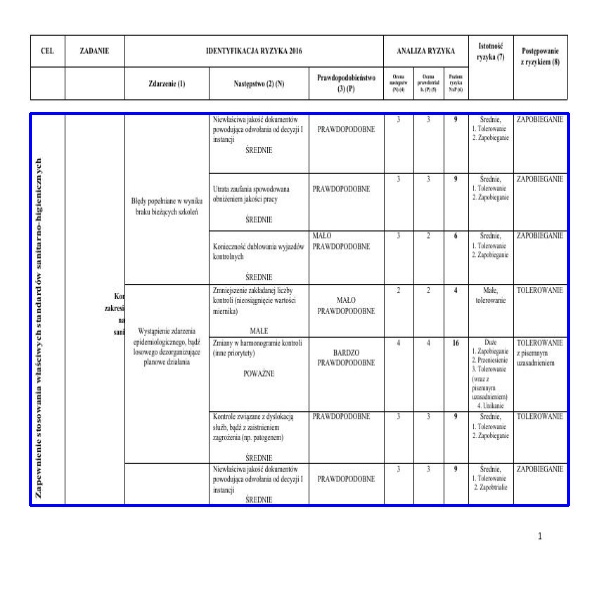 CEL
ZADANIE
IDENTYFIKACJA RYZYKA 2016
ANALIZA RYZYKA
Istotność
ryzyka (7)
Postępowanie
z ryzykiem (8)
Zdarzenie (1)
Następstwo (2) (N)
Prawdopodobieństwo
(3) (P)
Ocena
następstw
(N) (4)
Ocena
prawdopodob
b. (P) (5)
Poziom
ryzyka
NxP (6)
Zapewnienie stosowania właściwych standardów sanitarno-higienicznych
Kon
zakresi
na
sani
Błędy popełniane w wyniku
braku bieżących szkoleń
Niewłaściwa jakość dokumentów
powodująca odwołania od decyzji I
instancji
ŚREDNIE
PRAWDOPODOBNE
3
3
9
Średnie,
1. Tolerowanie
2. Zapobieganie
ZAPOBIEGANIE
Utrata zaufania spowodowana
obniżeniem jakości pracy
ŚREDNIE
PRAWDOPODOBNE
3
3
9
Średnie,
1. Tolerowanie
2. Zapobieganie
ZAPOBIEGANIE
Konieczność dublowania wyjazdów
kontrolnych
ŚREDNIE
MAŁO
PRAWDOPODOBNE
3
2
6
Średnie,
1. Tolerowanie
2. Zapobieganie
ZAPOBIEGANIE
Wystąpienie zdarzenia
epidemiologicznego, bądź
losowego dezorganizujące
planowe działania
Zmniejszenie zakładanej liczby
kontroli (nieosiągnięcie wartości
miernika)
MAŁE
MAŁO
PRAWDOPODOBNE
2
2
4
Małe,
tolerowanie
TOLEROWANIE
Zmiany w harmonogramie kontroli
(inne priorytety)
POWAŻNE
BARDZO
PRAWDOPODOBNE
4
4
16
Duże
1. Zapobieganie
2. Przeniesienie
3. Tolerowanie
(wraz z
pisemnym
uzasadnieniem)
4. Unikanie
TOLEROWANIE
z pisemnym
uzasadnieniem
Kontrole związane z dyslokacją
służb, bądź z zaistnieniem
zagrożenia (np. patogenem)
ŚREDNIE
PRAWDOPODOBNE
3
3
9
Średnie,
1. Tolerowanie
2. Zapobieganie
TOLEROWANIE
Niewłaściwa jakość dokumentów
powodująca odwołania od decyzji I
instancji
ŚREDNIE
PRAWDOPODOBNE
3
3
9
Średnie,
1. Tolerowanie
ZAPOBIEGANIE
1